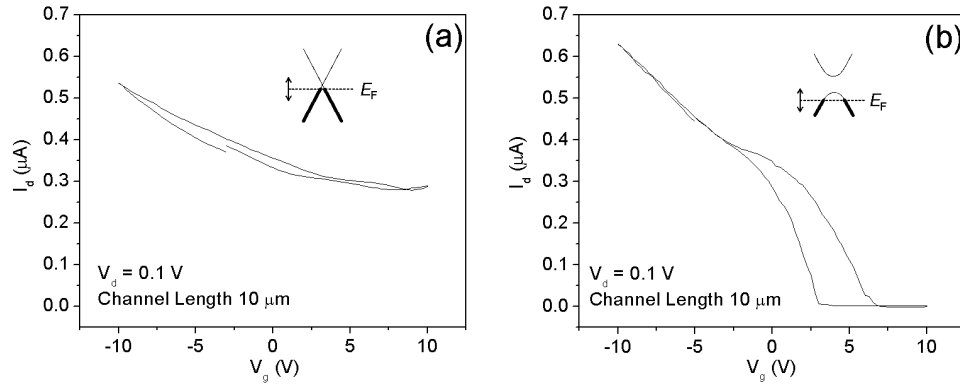 (a)
0.7
0.6
0.5
0.4
0.3
0.2
0.1
0.0
I_d (μA)
E_F
V_d = 0.1 V
Channel Length 10 μm
-10
-5
0
5
10
V_g (V)
(b)
0.7
0.6
0.5
0.4
0.3
0.2
0.1
0.0
I_d (μA)
E_F
V_d = 0.1 V
Channel Length 10 μm
-10
-5
0
5
10
V_g (V)